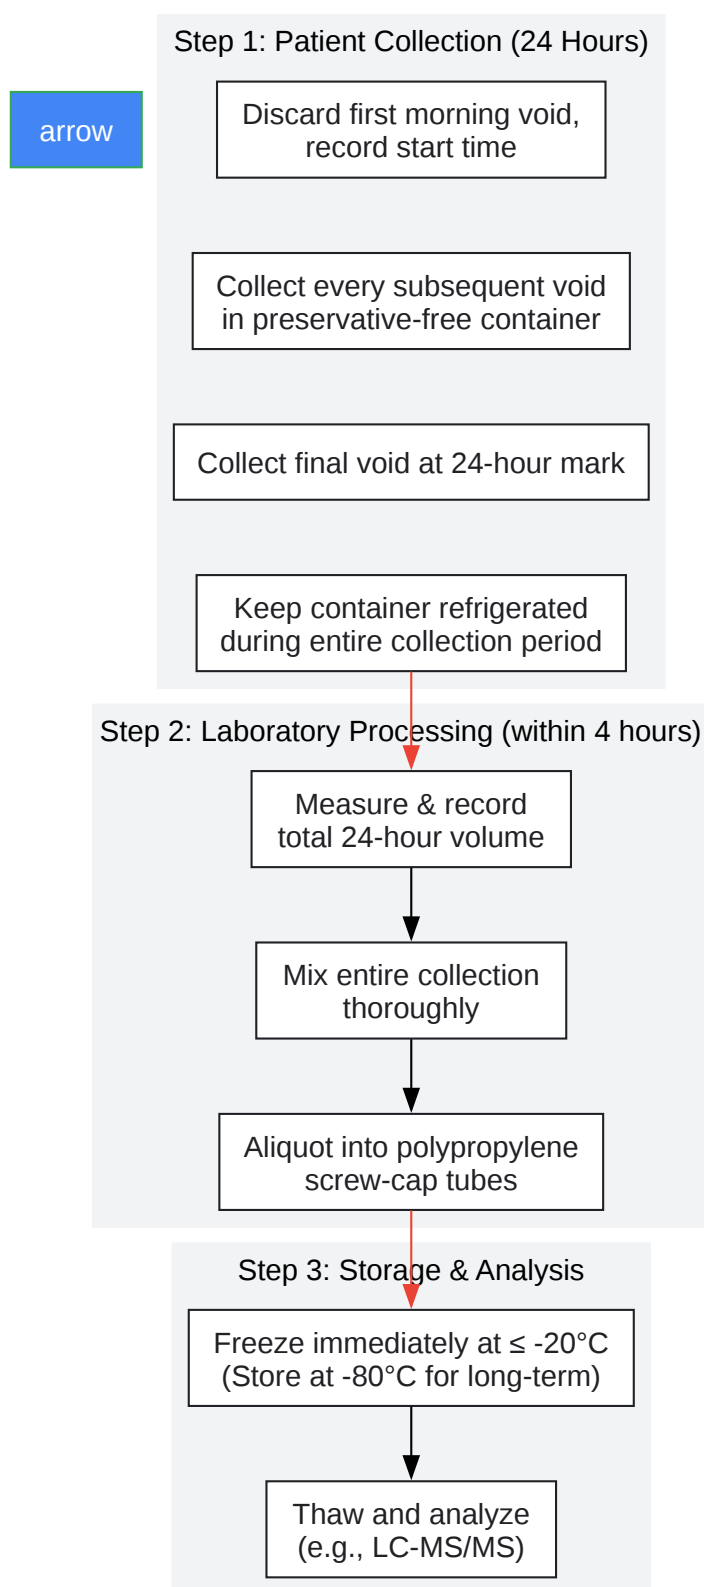 Step 1: Patient Collection (24 Hours)
arrow
Discard first morning void,
record start time
Collect every subsequent void
in preservative-free container
Collect final void at 24-hour mark
Keep container refrigerated
during entire collection period
Step 2: Laboratory Processing (within 4 hours)
Measure & record
total 24-hour volume
Mix entire collection
thoroughly
Aliquot into polypropylene
screw-cap tubes
Step 3: Storage & Analysis
Freeze immediately at ≤ -20°C
(Store at -80°C for long-term)
Thaw and analyze
(e.g., LC-MS/MS)